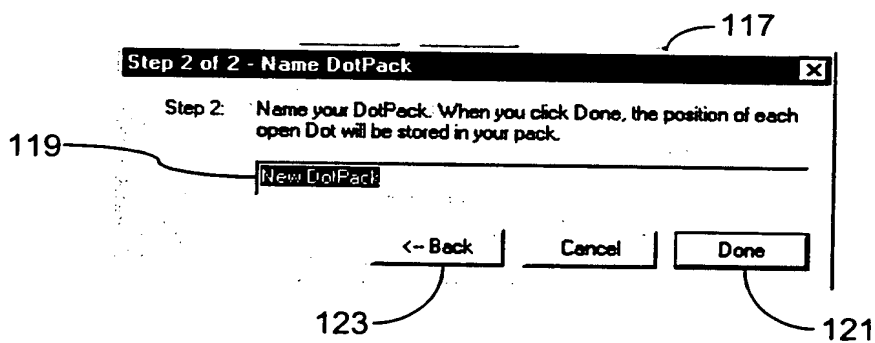 117
Step 2 of 2 - Name DotPack
Step 2: Name your DotPack. When you click Done, the position of each
open Dot will be stored in your pack.
119
New DotPack
<-- Back Cancel Done
123 121